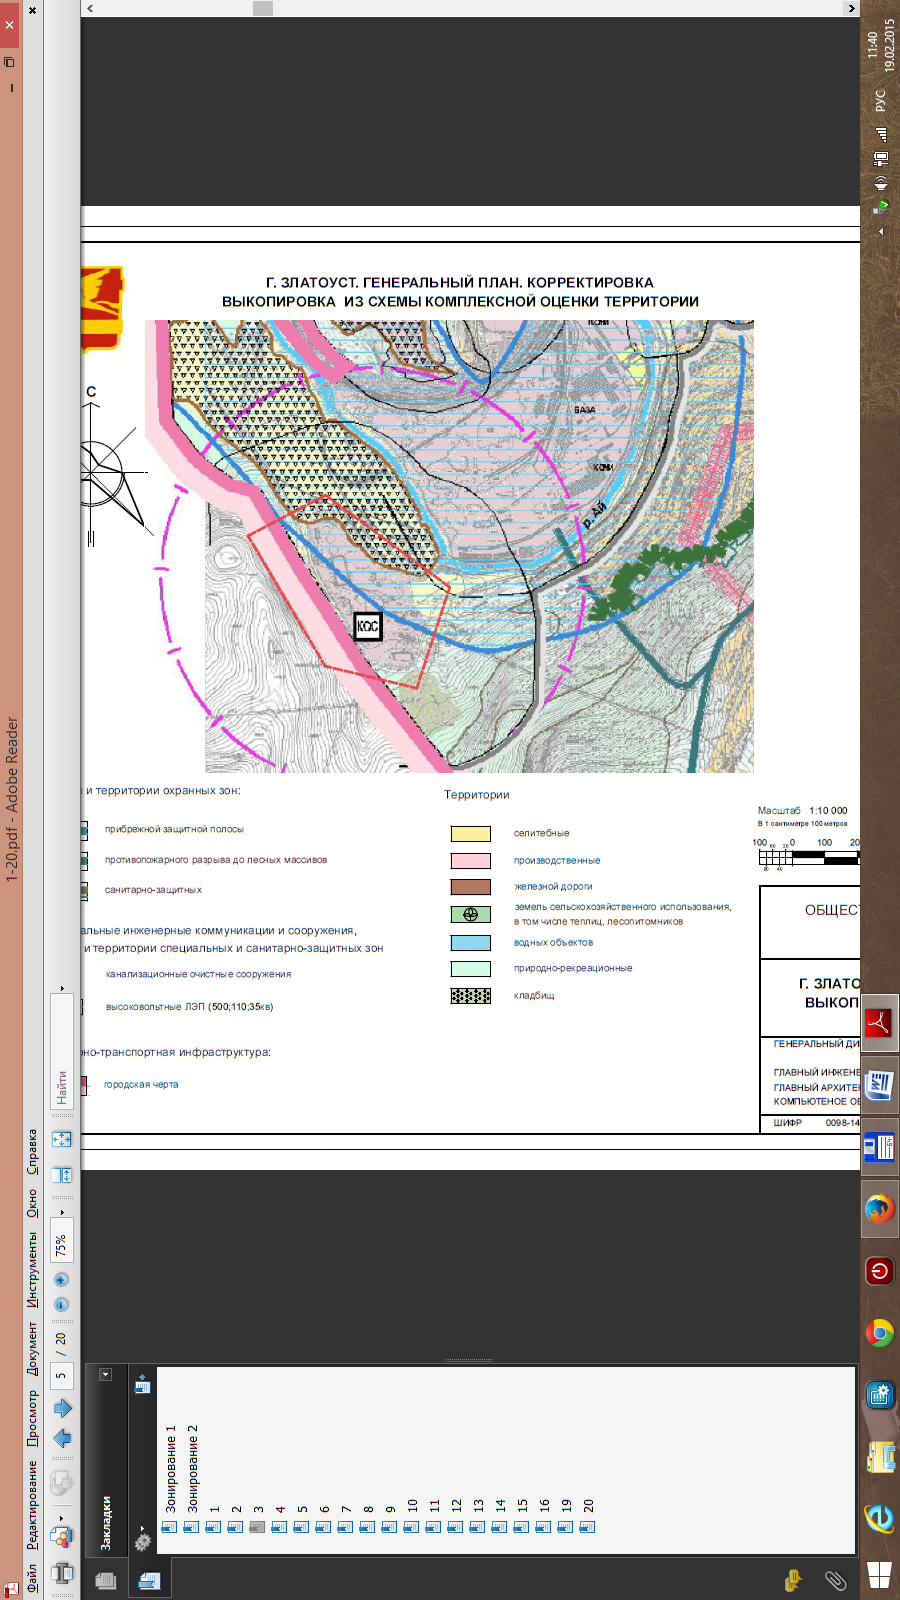 1-20.pdf - Adobe Reader
Файл Редактирование Просмотр Документ Инструменты Окно Справка
5 / 20 75% Найти
Закладки
Зонирование 1
Зонирование 2
1
2
3
4
5
6
7
8
9
10
11
12
13
14
15
16
19
20
Г. ЗЛАТОУСТ. ГЕНЕРАЛЬНЫЙ ПЛАН. КОРРЕКТИРОВКА
ВЫКОПИРОВКА ИЗ СХЕМЫ КОМПЛЕКСНОЙ ОЦЕНКИ ТЕРРИТОРИИ
С
БАЗА
р. Ай
КОС
и территории охранных зон:
прибрежной защитной полосы
противопожарного разрыва до лесных массивов
санитарно-защитных
альные инженерные коммуникации и сооружения,
и территории специальных и санитарно-защитных зон
канализационные очистные сооружения
высоковольтные ЛЭП (500;110;35кв)
но-транспортная инфраструктура:
городская черта
Территории
селитебные
производственные
железной дороги
земель сельскохозяйственного использования,
в том числе теплиц, лесопитомников
водных объектов
природно-рекреационные
кладбищ
Масштаб 1:10 000
В 1 сантиметре 100 метров
100 0 100 20
ОБЩЕС
Г. ЗЛАТО
ВЫКОП
ГЕНЕРАЛЬНЫЙ ДИ
ГЛАВНЫЙ ИНЖЕНЕ
ГЛАВНЫЙ АРХИТЕ
КОМПЬЮТЕНОЕ ОБ
ШИФР 0098-14
РУС
11:40
19.02.2015